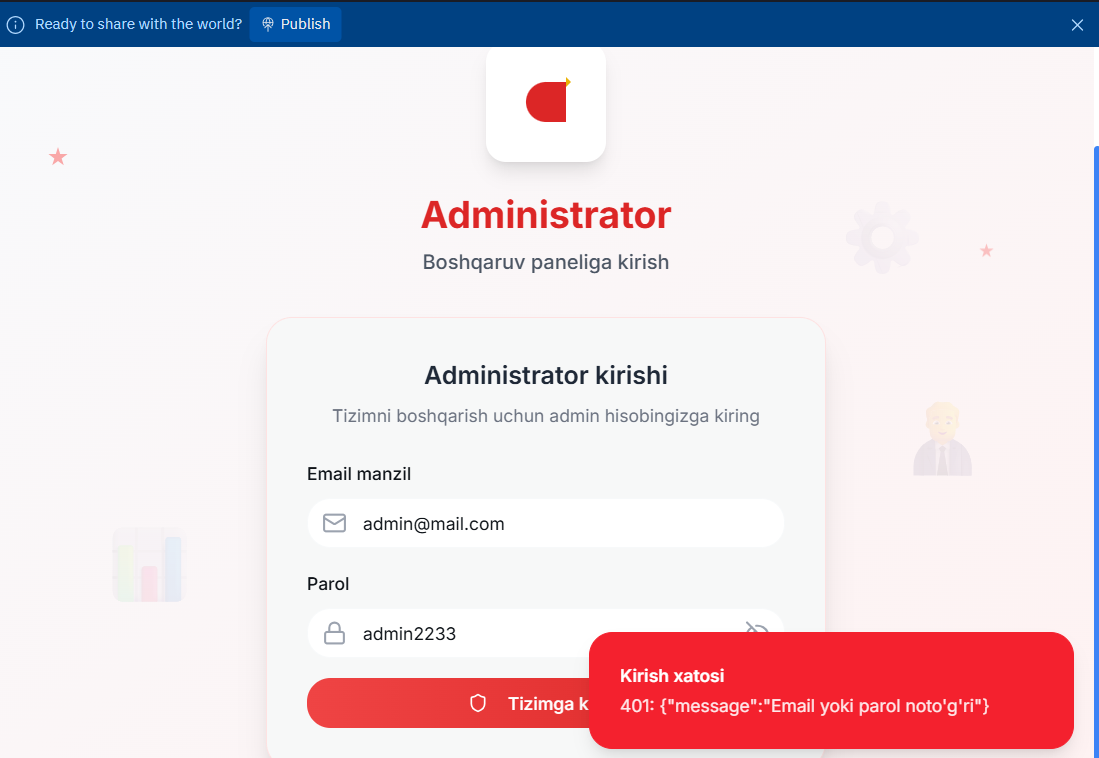 Ready to share with the world? Publish
Administrator
Boshqaruv paneliga kirish
Administrator kirishi
Tizimni boshqarish uchun admin hisobingizga kiring
Email manzil
admin@mail.com
Parol
admin2233
Tizimga k
Kirish xatosi
401: {"message":"Email yoki parol noto'g'ri"}